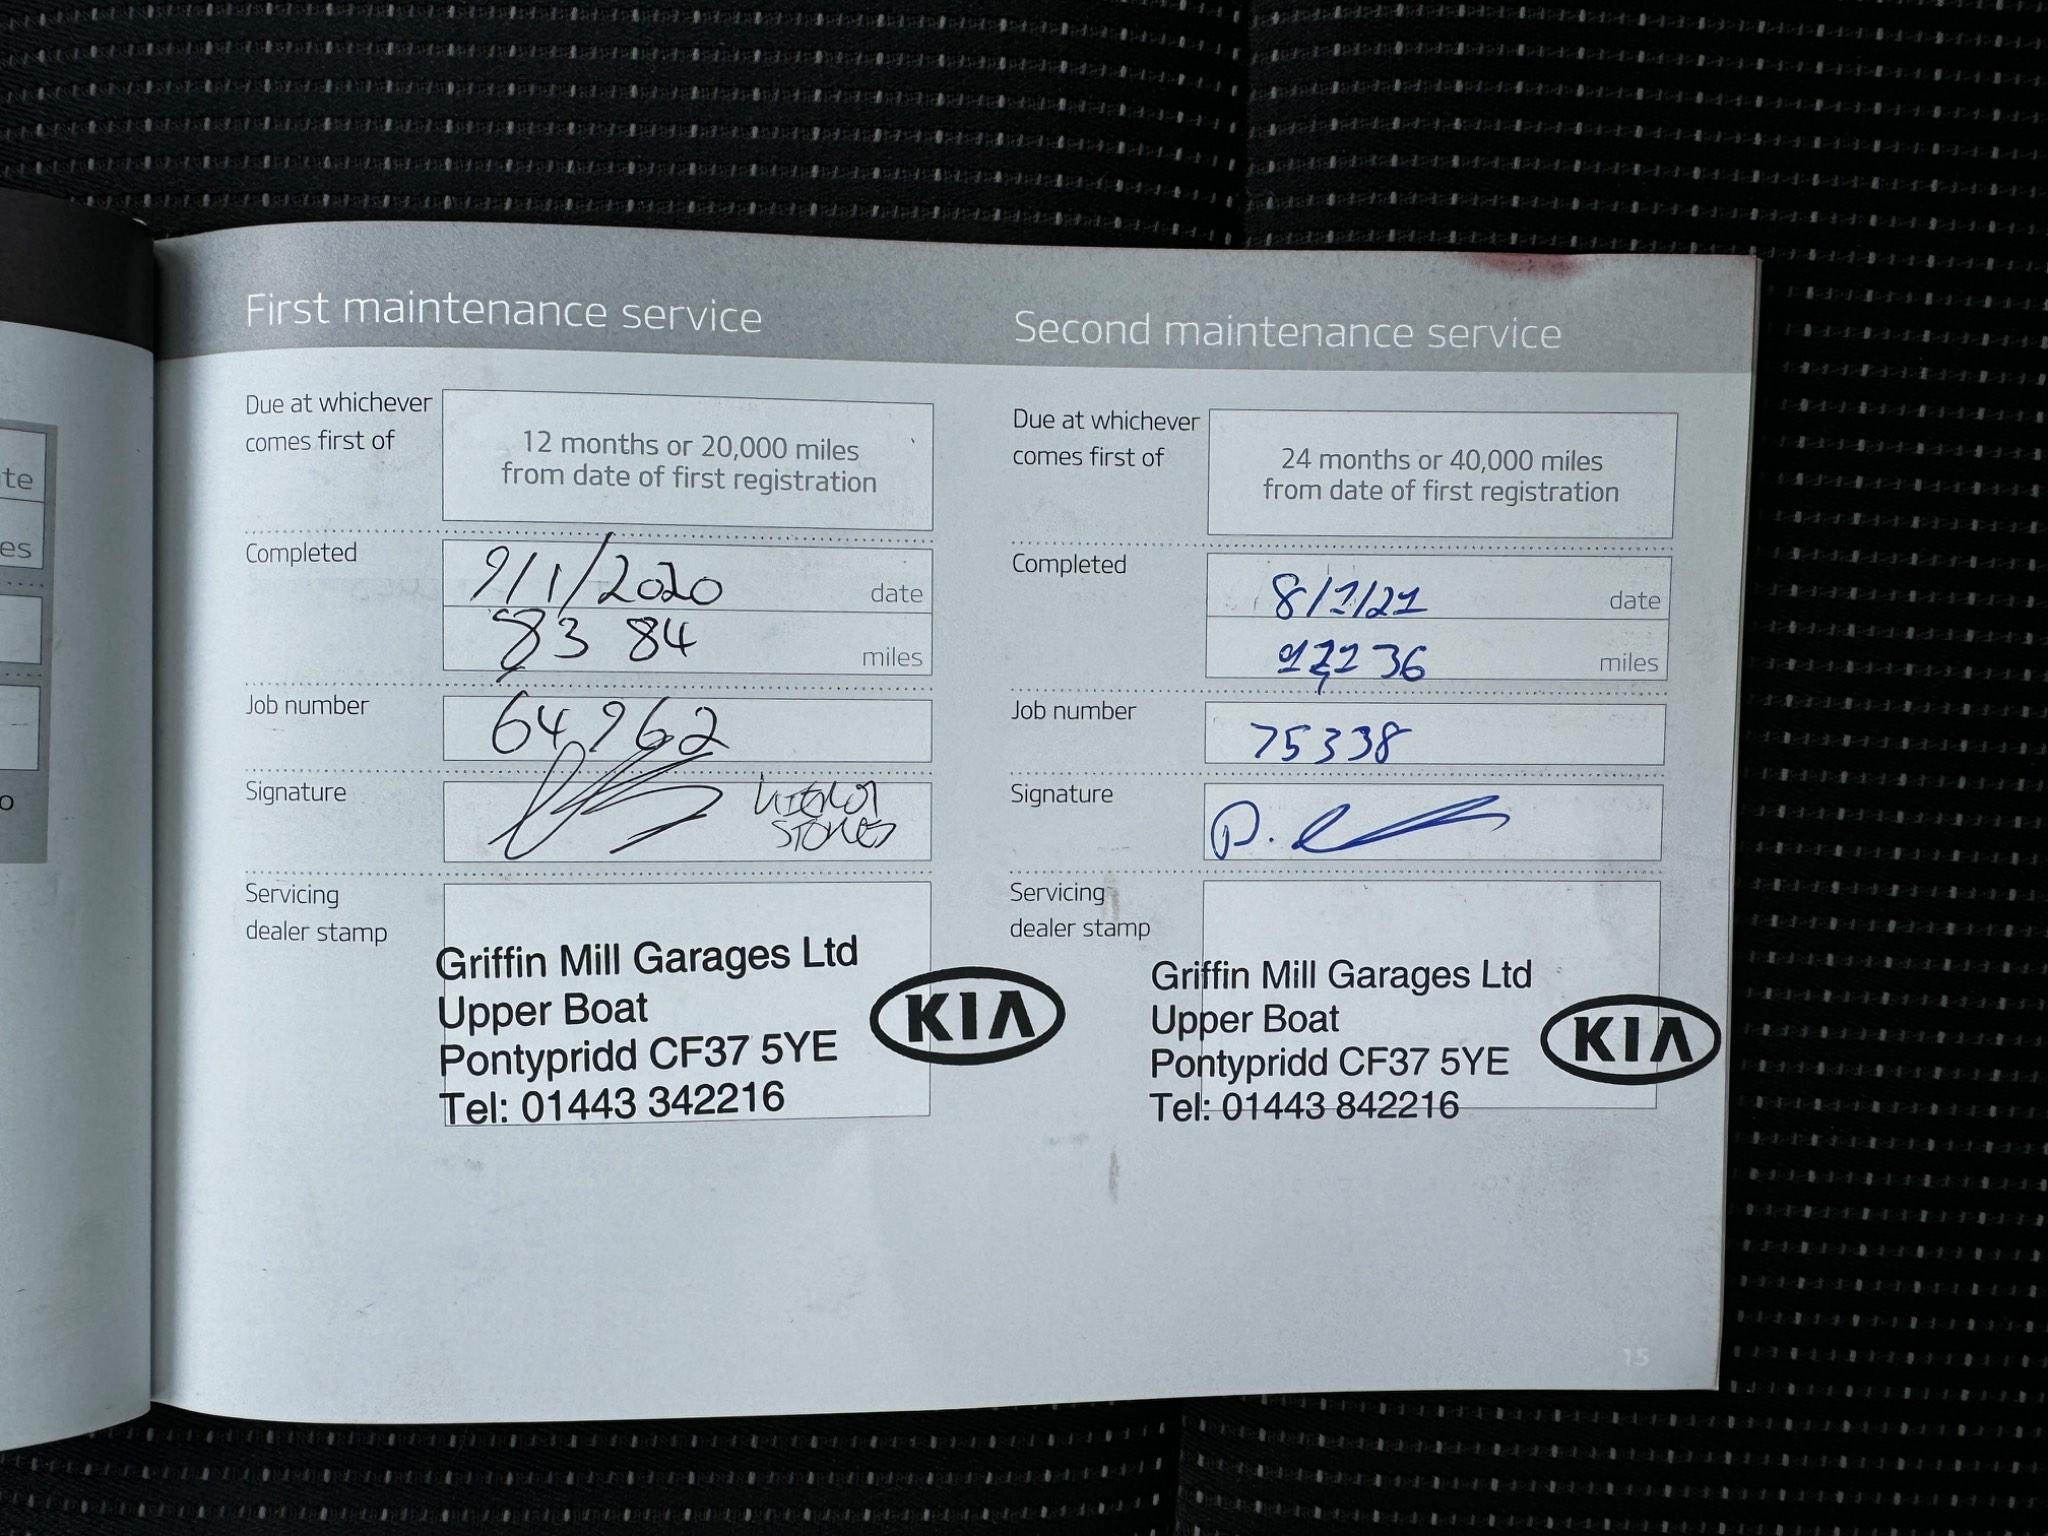 te
es
o
First maintenance service
Due at whichever
comes first of
12 months or 20,000 miles
from date of first registration
Completed
9/1/2020
date
8384
miles
Job number
64962
Signature
STOKES
Servicing
dealer stamp
Griffin Mill Garages Ltd
Upper Boat
Pontypridd CF37 5YE
Tel: 01443 342216
KIA
Second maintenance service
Due at whichever
comes first of
24 months or 40,000 miles
from date of first registration
Completed
8/1/21
date
miles
Job number
75338
Signature
Servicing
dealer stamp
Griffin Mill Garages Ltd
Upper Boat
Pontypridd CF37 5YE
Tel: 01443 842216
KIA
15